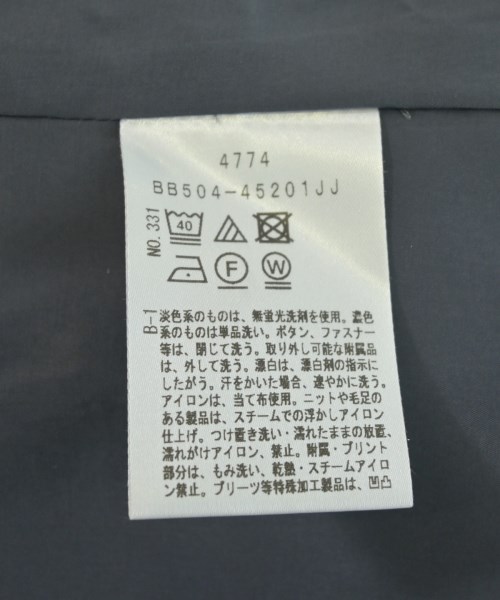 4774
BB504-45201JJ
NO.331
40
F W
B-1
淡色系のものは、無蛍光洗剤を使用。濃色
系のものは単品洗い。ボタン、ファスナー
等は、閉じて洗う。取り外し可能な附属品
は、外して洗う。漂白は、漂白剤の指示に
したがう。汗をかいた場合、速やかに洗う。
アイロンは、当て布使用。ニットや毛足の
ある製品は、スチームでの浮かしアイロン
仕上げ。つけ置き洗い・濡れたままの放置、
濡れがけアイロン、禁止。附属・プリント
部分は、もみ洗い、乾塾・スチームアイロ
ン禁止。プリーツ等特殊加工製品は、凹凸